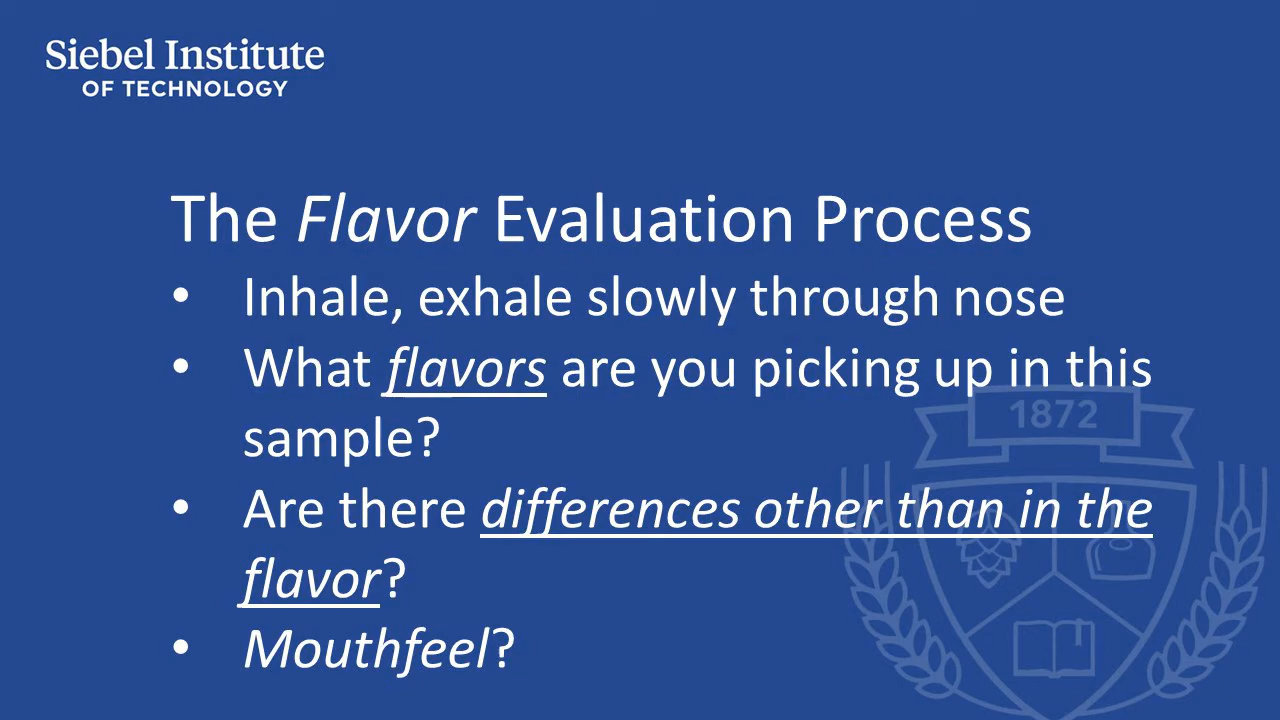 Siebel Institute
OF TECHNOLOGY
The Flavor Evaluation Process
• Inhale, exhale slowly through nose
• What flavors are you picking up in this
sample?
1872
• Are there differences other than in the
flavor?
• Mouthfeel?